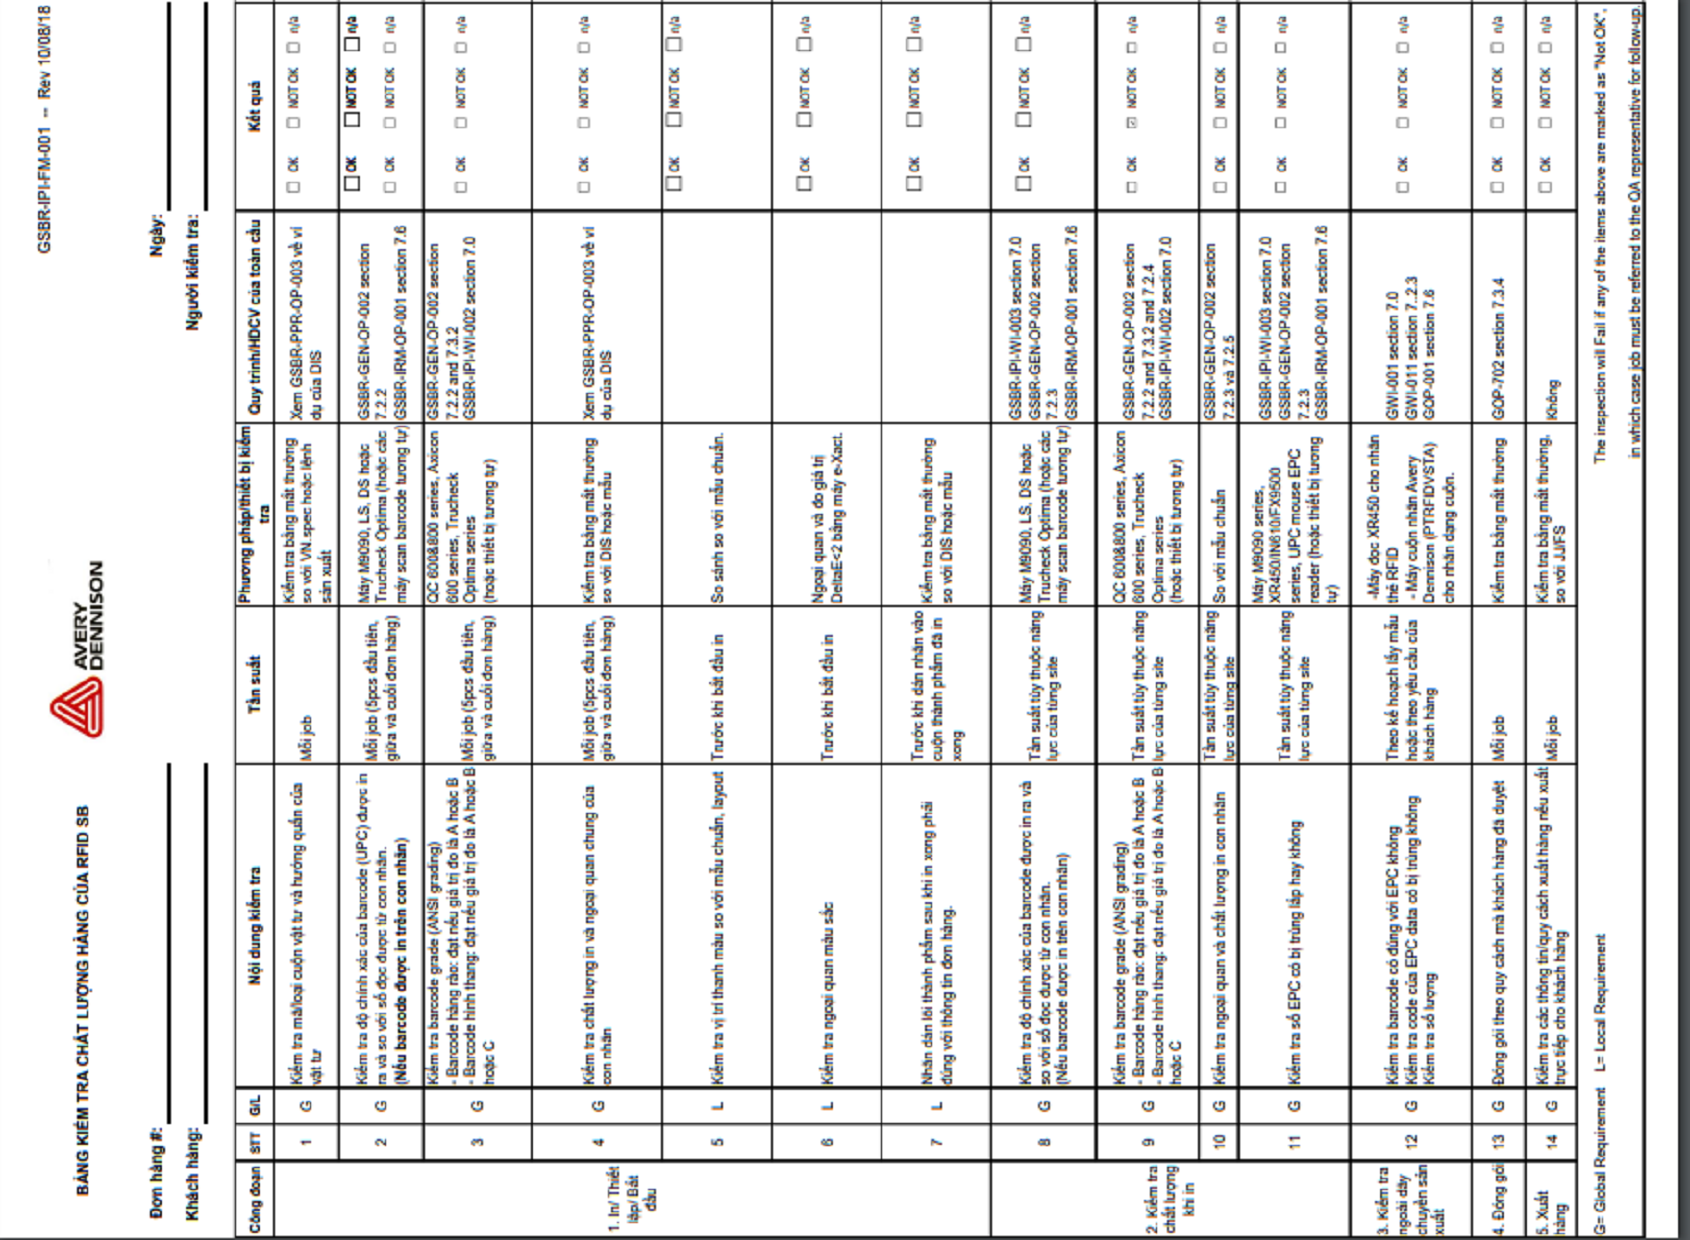 GSBR-IPI-FM-001 -- Rev 10/08/18
AVERY
DENNISON
BẢNG KIỂM TRA CHẤT LƯỢNG HÀNG CỦA RFID SB
Đơn hàng #:
Ngày:
Khách hàng:
Người kiểm tra:
Công đoạn STT G/L Nội dung kiểm tra Tần suất Phương pháp/thiết bị kiểm tra Quy trình/HDCV của toàn cầu Kết quả
1. In/ Thiết lập/ Bắt đầu
1 G Kiểm tra mã/loại cuộn vật tư và hướng quấn của vật tư
Mỗi job
Kiểm tra bằng mắt thường so với VN spec hoặc lệnh sản xuất
Xem GSBR-PPR-OP-003 về ví dụ của DIS
OK NOT OK n/a
2 G Kiểm tra độ chính xác của barcode (UPC) được in ra và so với số đọc được từ con nhãn.
(Nếu barcode được in trên con nhãn)
Mỗi job (5pcs đầu tiên, giữa và cuối đơn hàng)
Máy M9090, LS, DS hoặc Trucheck Optima (hoặc các máy scan barcode tương tự)
GSBR-GEN-OP-002 section 7.2.2
GSBR-IRM-OP-001 section 7.6
OK NOT OK n/a
OK NOT OK n/a
3 G Kiểm tra barcode grade (ANSI grading)
- Barcode hàng rào: đạt nếu giá trị đo là A hoặc B
- Barcode hình thang: đạt nếu giá trị đo là A hoặc B hoặc C
Mỗi job (5pcs đầu tiên, giữa và cuối đơn hàng)
QC 600&800 series, Axicon 600 series, Trucheck Optima series
(hoặc thiết bị tương tự)
GSBR-GEN-OP-002 section 7.2.2 and 7.3.2
GSBR-IPI-WI-002 section 7.0
OK NOT OK n/a
4 G Kiểm tra chất lượng in và ngoại quan chung của con nhãn
Mỗi job (5pcs đầu tiên, giữa và cuối đơn hàng)
Kiểm tra bằng mắt thường so với DIS hoặc mẫu
Xem GSBR-PPR-OP-003 về ví dụ của DIS
OK NOT OK n/a
5 L Kiểm tra vị trí thanh màu so với mẫu chuẩn, layout
Trước khi bắt đầu in
So sánh so với mẫu chuẩn.
OK NOT OK n/a
6 L Kiểm tra ngoại quan màu sắc
Trước khi bắt đầu in
Ngoại quan và đo giá trị DeltaE<2 bằng máy e-Xact.
OK NOT OK n/a
7 L Nhãn dán lõi thành phẩm sau khi in xong phải đúng với thông tin đơn hàng.
Trước khi dán nhãn vào cuộn thành phẩm đã in xong
Kiểm tra bằng mắt thường so với DIS hoặc mẫu
OK NOT OK n/a
2. Kiểm tra chất lượng khi in
8 G Kiểm tra độ chính xác của barcode được in ra và so với số đọc được từ con nhãn.
(Nếu barcode được in trên con nhãn)
Tần suất tùy thuộc năng lực của từng site
Máy M9090, LS, DS hoặc Trucheck Optima (hoặc các máy scan barcode tương tự)
GSBR-IPI-WI-003 section 7.0
GSBR-GEN-OP-002 section 7.2.3
GSBR-IRM-OP-001 section 7.6
OK NOT OK n/a
9 G Kiểm tra barcode grade (ANSI grading)
- Barcode hàng rào: đạt nếu giá trị đo là A hoặc B
- Barcode hình thang: đạt nếu giá trị đo là A hoặc B hoặc C
Tần suất tùy thuộc năng lực của từng site
QC 600&800 series, Axicon 600 series, Trucheck Optima series
(hoặc thiết bị tương tự)
GSBR-GEN-OP-002 section 7.2.2 and 7.3.2 and 7.2.4
GSBR-IPI-WI-002 section 7.0
OK NOT OK n/a
10 G Kiểm tra ngoại quan và chất lượng in con nhãn
Tần suất tùy thuộc năng lực của từng site
So với mẫu chuẩn
GSBR-GEN-OP-002 section 7.2.3 và 7.2.5
OK NOT OK n/a
11 G Kiểm tra số EPC có bị trùng lặp hay không
Tần suất tùy thuộc năng lực của từng site
Máy M9090 series, XR450/IN610/FX9500 series, UPC mouse EPC reader (hoặc thiết bị tương tự)
GSBR-IPI-WI-003 section 7.0
GSBR-GEN-OP-002 section 7.2.3
GSBR-IRM-OP-001 section 7.6
OK NOT OK n/a
3. Kiểm tra ngoài dây chuyền sản xuất
12 G Kiểm tra barcode có đúng với EPC không
Kiểm tra code của EPC data có bị trùng không
Kiểm tra số lượng
Theo kế hoạch lấy mẫu hoặc theo yêu cầu của khách hàng
-Máy đọc XR450 cho nhãn thẻ RFID
- Máy cuộn nhãn Avery Dennison (PTRFIDVSTA) cho nhãn dạng cuộn.
GWI-001 section 7.0
GWI-011 section 7..2.3
GOP-001 section 7.6
OK NOT OK n/a
4. Đóng gói
13 G Đóng gói theo quy cách mà khách hàng đã duyệt
Mỗi job
Kiểm tra bằng mắt thường
GOP-702 section 7.3.4
OK NOT OK n/a
5. Xuất hàng
14 G Kiểm tra các thông tin/quy cách xuất hàng nếu xuất trực tiếp cho khách hàng
Mỗi job
Kiểm tra bằng mắt thường, so với JJ/FS
Không
OK NOT OK n/a
G= Global Requirement L= Local Requirement
The inspection will Fail if any of the items above are marked as "Not OK",
in which case job must be referred to the QA representative for follow-up.